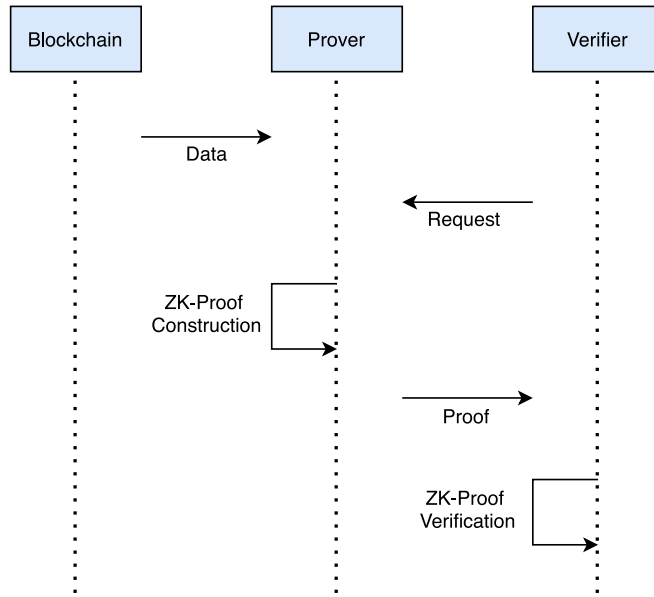 Blockchain
Prover
Verifier
Data
Request
ZK-Proof
Construction
Proof
ZK-Proof
Verification